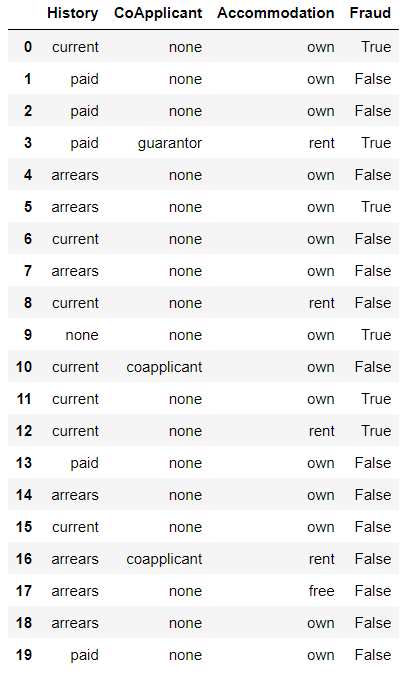 History CoApplicant Accommodation Fraud
0 current none own True
1 paid none own False
2 paid none own False
3 paid guarantor rent True
4 arrears none own False
5 arrears none own True
6 current none own False
7 arrears none own False
8 current none rent False
9 none none own True
10 current coapplicant own False
11 current none own True
12 current none rent True
13 paid none own False
14 arrears none own False
15 current none own False
16 arrears coapplicant rent False
17 arrears none free False
18 arrears none own False
19 paid none own False